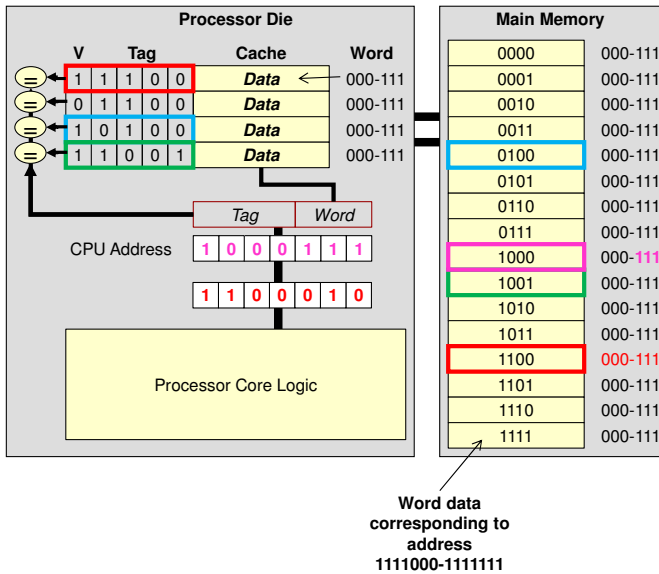 Processor Die
V Tag Cache Word
= 1 1 1 0 0 Data 000-111
= 0 1 1 0 0 Data 000-111
= 1 0 1 0 0 Data 000-111
= 1 1 0 0 1 Data 000-111
Tag Word
CPU Address 1 0 0 0 1 1 1
1 1 0 0 0 1 0
Processor Core Logic
Main Memory
0000 000-111
0001 000-111
0010 000-111
0011 000-111
0100 000-111
0101 000-111
0110 000-111
0111 000-111
1000 000-111
1001 000-111
1010 000-111
1011 000-111
1100 000-111
1101 000-111
1110 000-111
1111 000-111
Word data
corresponding to
address
1111000-1111111